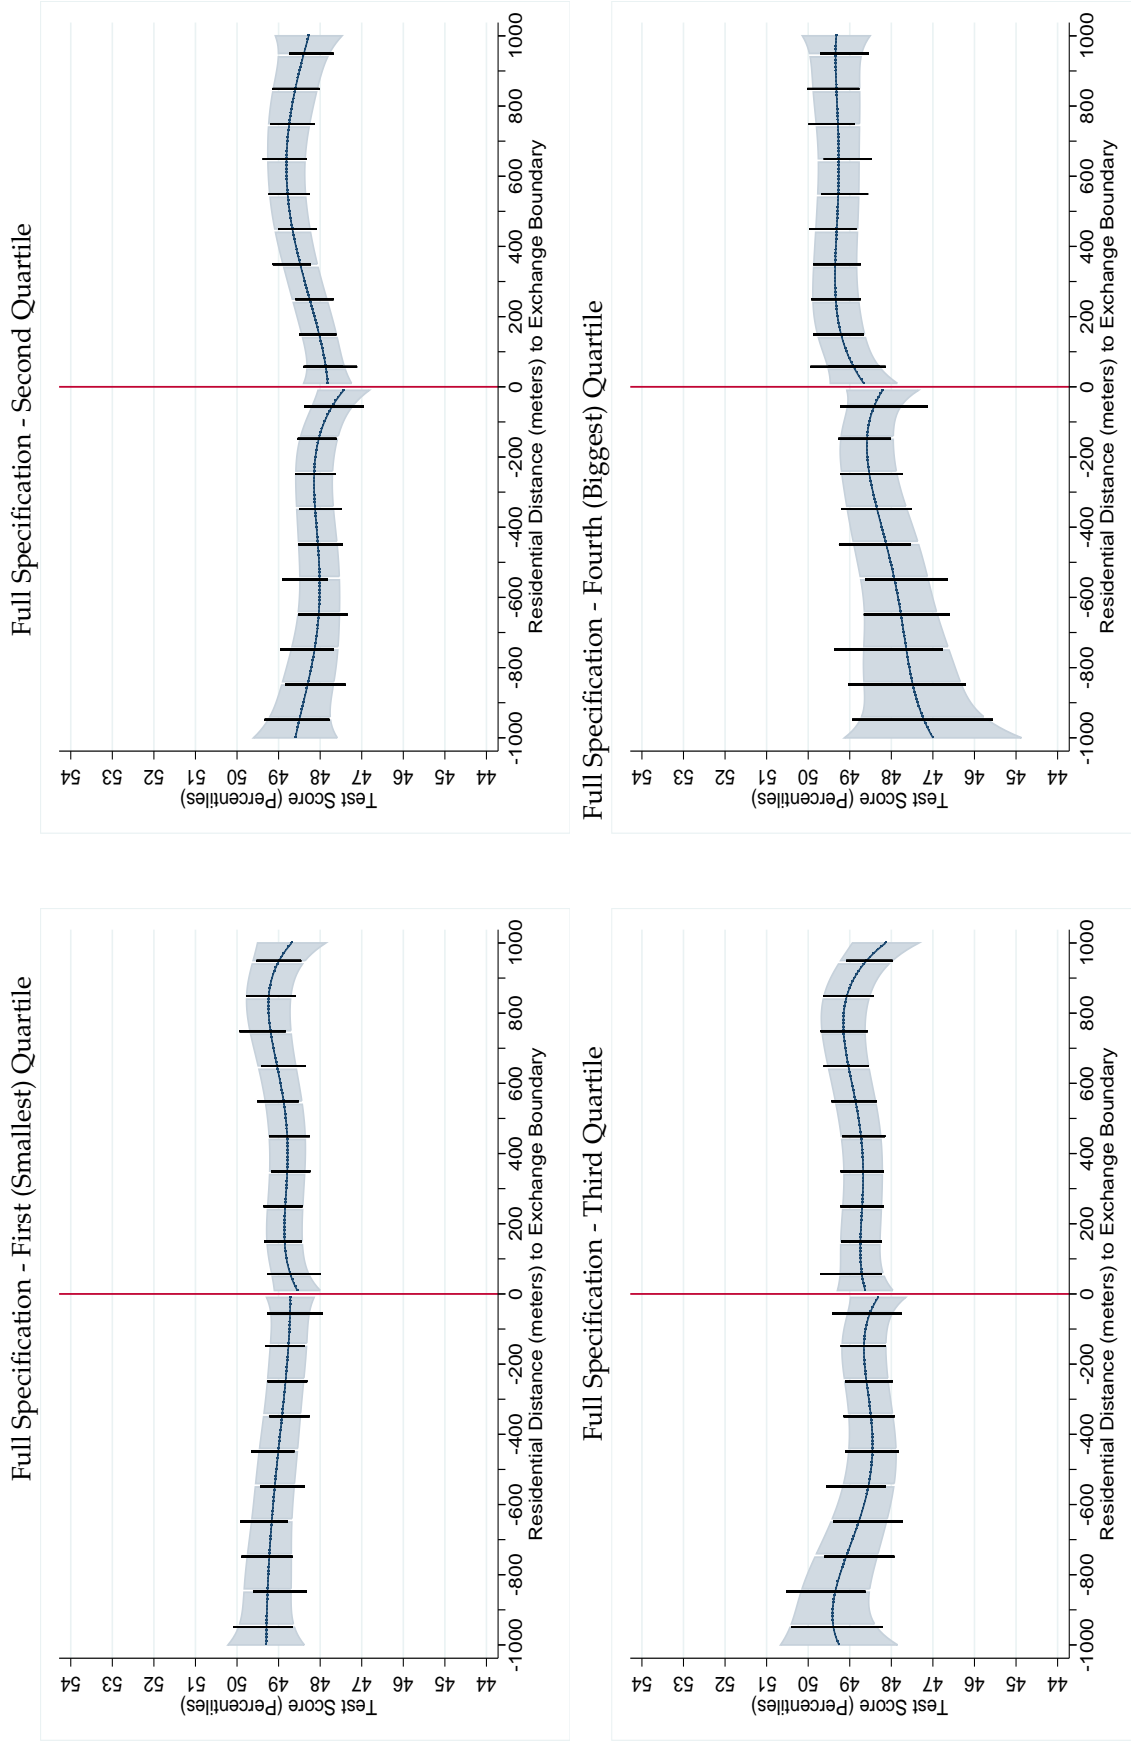 Full Specification - First (Smallest) Quartile
54
53
52
51
50
49
48
47
46
45
44
Test Score (Percentiles)
-1000 -800 -600 -400 -200 0 200 400 600 800 1000
Residential Distance (meters) to Exchange Boundary
Full Specification - Second Quartile
54
53
52
51
50
49
48
47
46
45
44
Test Score (Percentiles)
-1000 -800 -600 -400 -200 0 200 400 600 800 1000
Residential Distance (meters) to Exchange Boundary
Full Specification - Third Quartile
54
53
52
51
50
49
48
47
46
45
44
Test Score (Percentiles)
-1000 -800 -600 -400 -200 0 200 400 600 800 1000
Residential Distance (meters) to Exchange Boundary
Full Specification - Fourth (Biggest) Quartile
54
53
52
51
50
49
48
47
46
45
44
Test Score (Percentiles)
-1000 -800 -600 -400 -200 0 200 400 600 800 1000
Residential Distance (meters) to Exchange Boundary